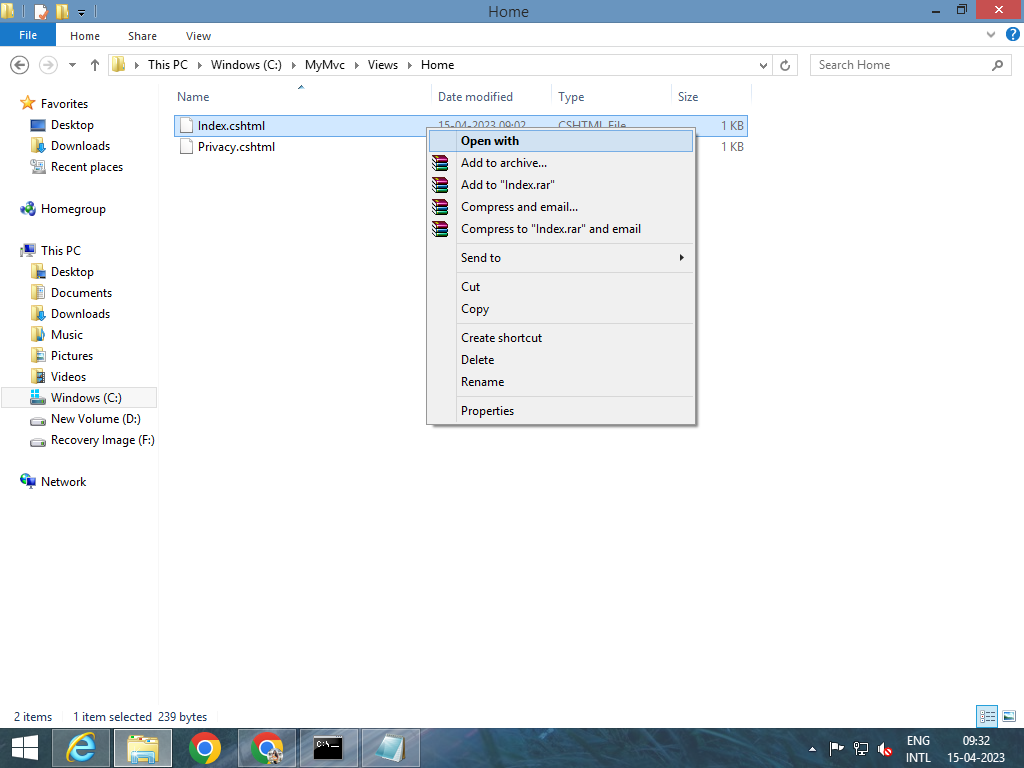 Home
File Home Share View
This PC Windows (C:) MyMvc Views Home
Search Home
Name Date modified Type Size
Favorites
Desktop
Downloads
Recent places
Homegroup
This PC
Desktop
Documents
Downloads
Music
Pictures
Videos
Windows (C:)
New Volume (D:)
Recovery Image (F:)
Network
Index.cshtml 15-04-2023 09:02 CSHTML File 1 KB
Privacy.cshtml 1 KB
Open with
Add to archive...
Add to "Index.rar"
Compress and email...
Compress to "Index.rar" and email
Send to
Cut
Copy
Create shortcut
Delete
Rename
Properties
2 items 1 item selected 239 bytes
C:\
ENG 09:32
INTL 15-04-2023